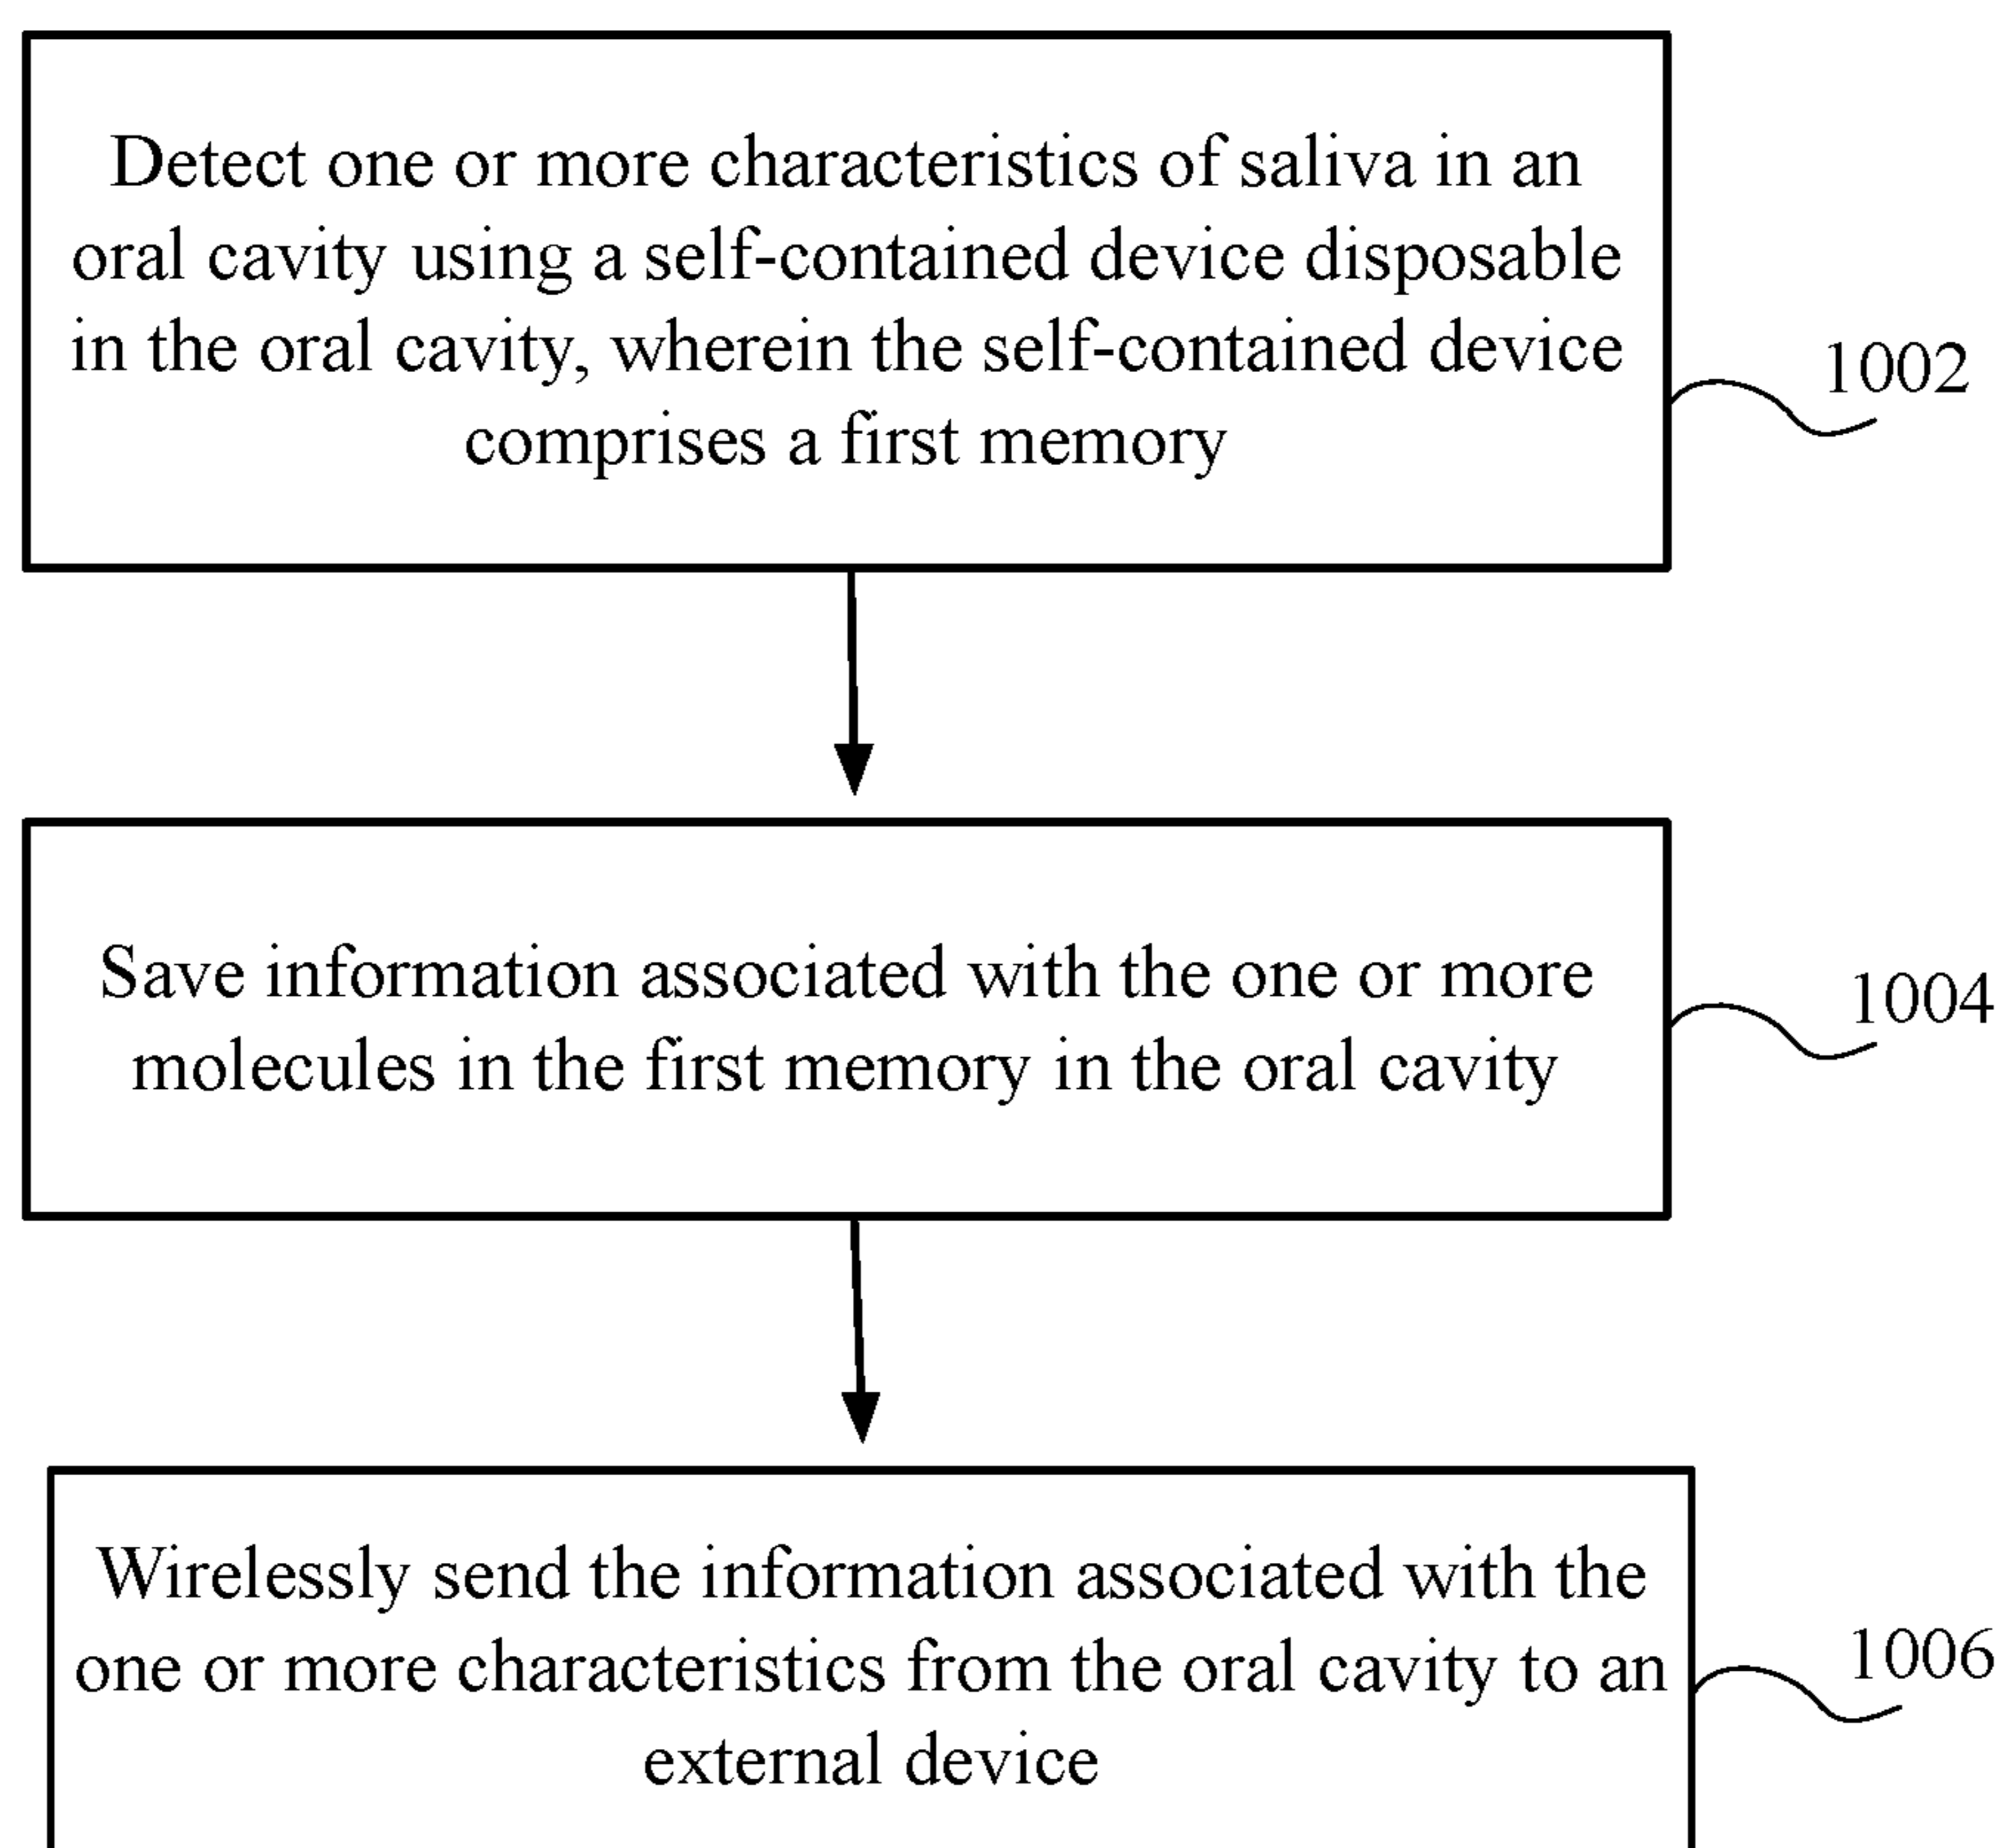 Detect one or more characteristics of saliva in an
oral cavity using a self-contained device disposable
in the oral cavity, wherein the self-contained device
comprises a first memory
1002
Save information associated with the one or more
molecules in the first memory in the oral cavity
1004
Wirelessly send the information associated with the
one or more characteristics from the oral cavity to an
external device
1006